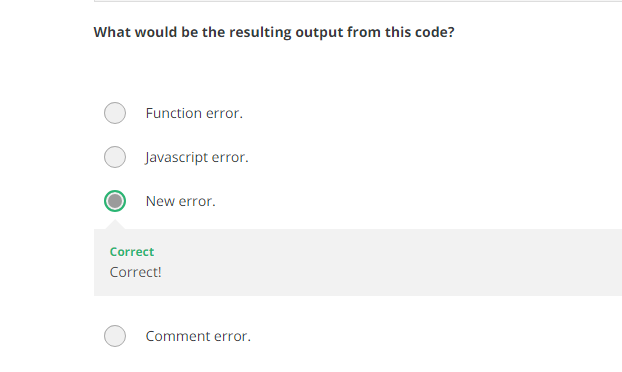 What would be the resulting output from this code?
Function error.
Javascript error.
New error.
Correct
Correct!
Comment error.